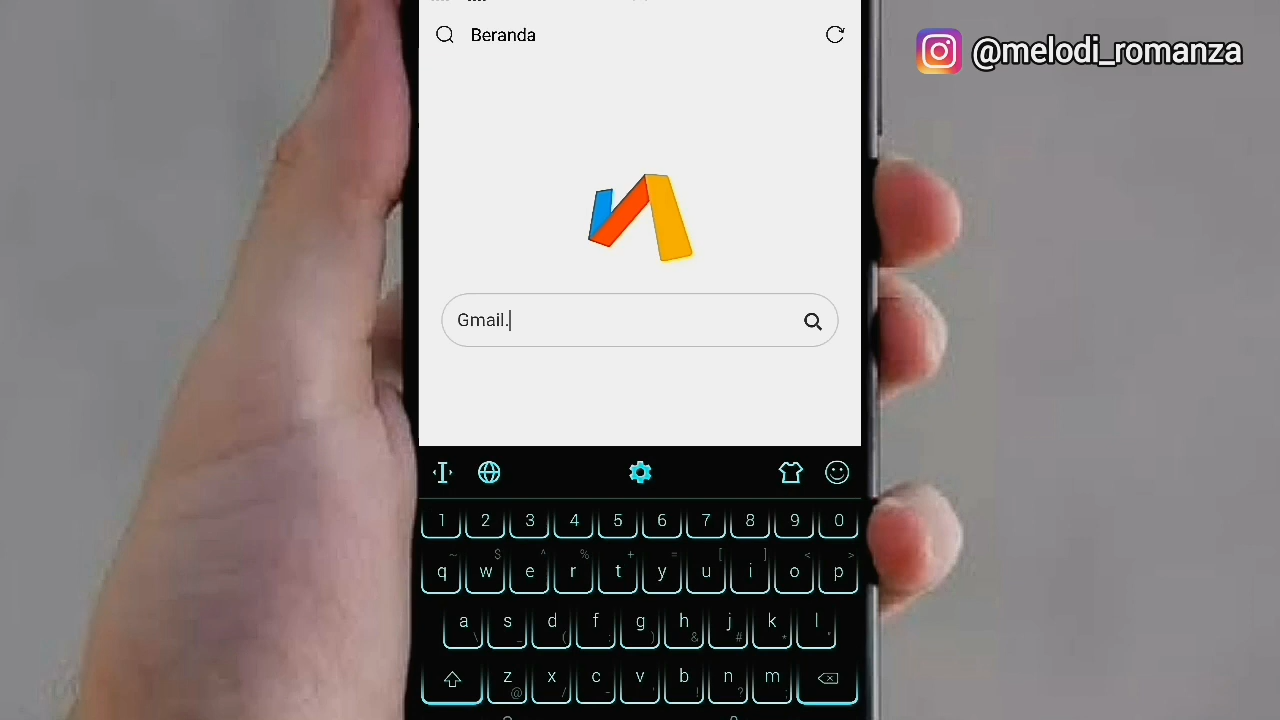 Beranda
@melodi_romanza
Gmail.
1 2 3 4 5 6 7 8 9 0
~ $ ^ % + = [ ] < >
q w e r t y u i o p
a s d f g h j k l
\ _ ( : ) & # * "
z x c v b n m
@ / - ' ! ? ;